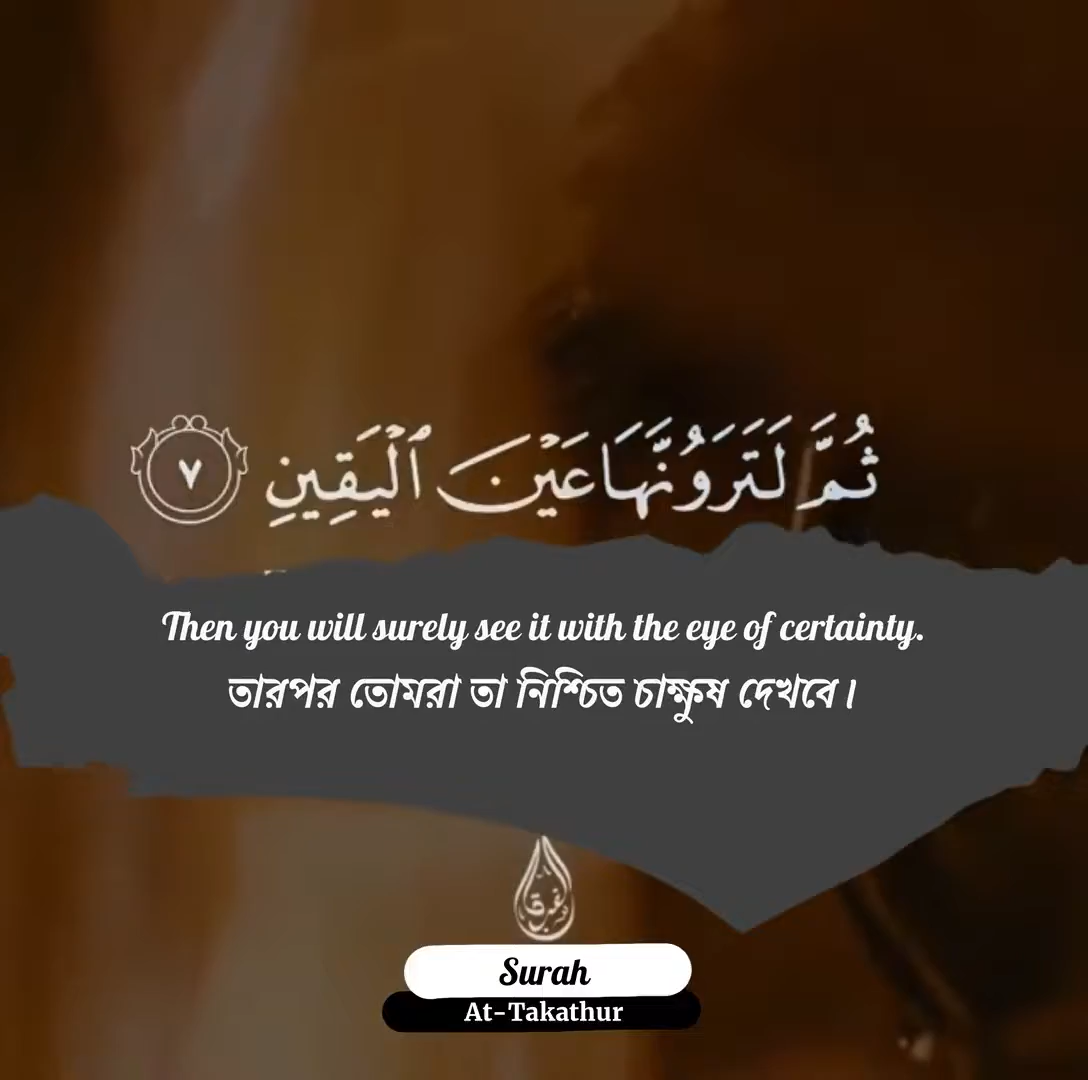 ثُمَّ لَتَرَوُنَّهَا عَيْنَ ٱلْيَقِينِ ٧
Then you will surely see it with the eye of certainty.
তারপর তোমরা তা নিশ্চিত চাক্ষুষ দেখবে।
Surah
At-Takathur